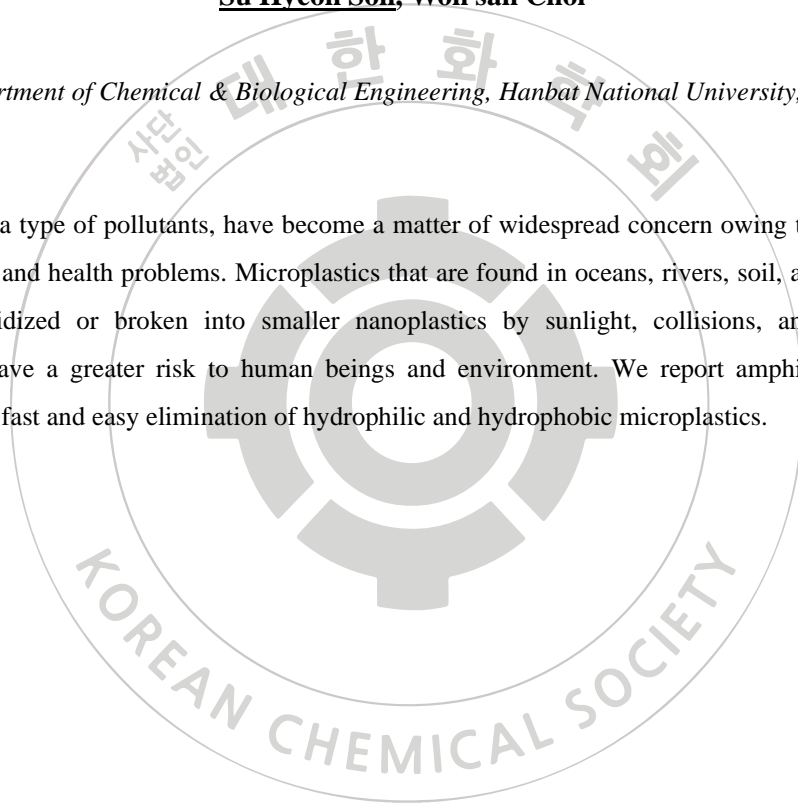 Su Hyeon Son, Won san Choi
rtment of Chemical & Biological Engineering, Hanbat National University,
a type of pollutants, have become a matter of widespread concern owing t
and health problems. Microplastics that are found in oceans, rivers, soil, a
idized or broken into smaller nanoplastics by sunlight, collisions, an
ave a greater risk to human beings and environment. We report amphi
fast and easy elimination of hydrophilic and hydrophobic microplastics.
사단법인 대한화학회
KOREAN CHEMICAL SOCIETY